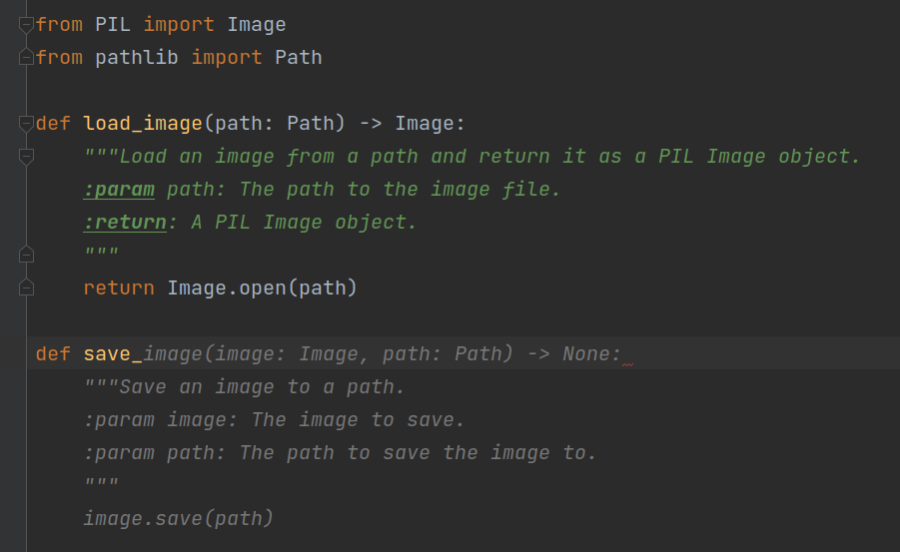 from PIL import Image
from pathlib import Path
def load_image(path: Path) -> Image:
"""Load an image from a path and return it as a PIL Image object.
:param path: The path to the image file.
:return: A PIL Image object.
"""
return Image.open(path)
def save_image(image: Image, path: Path) -> None:
"""Save an image to a path.
:param image: The image to save.
:param path: The path to save the image to.
"""
image.save(path)